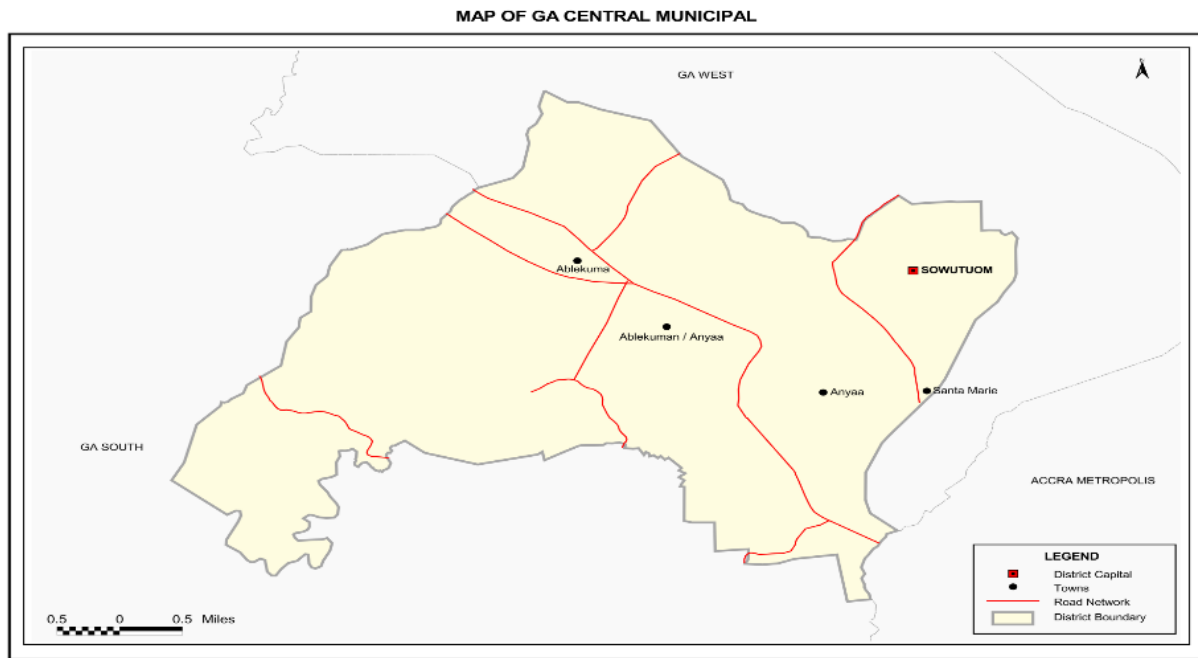 MAP OF GA CENTRAL MUNICIPAL
GA WEST
Ablekuma
SOWUTUOM
Ablekuman / Anyaa
Anyaa
Santa Marie
GA SOUTH
ACCRA METROPOLIS
LEGEND
District Capital
Towns
Road Network
District Boundary
0.5 0 0.5 Miles